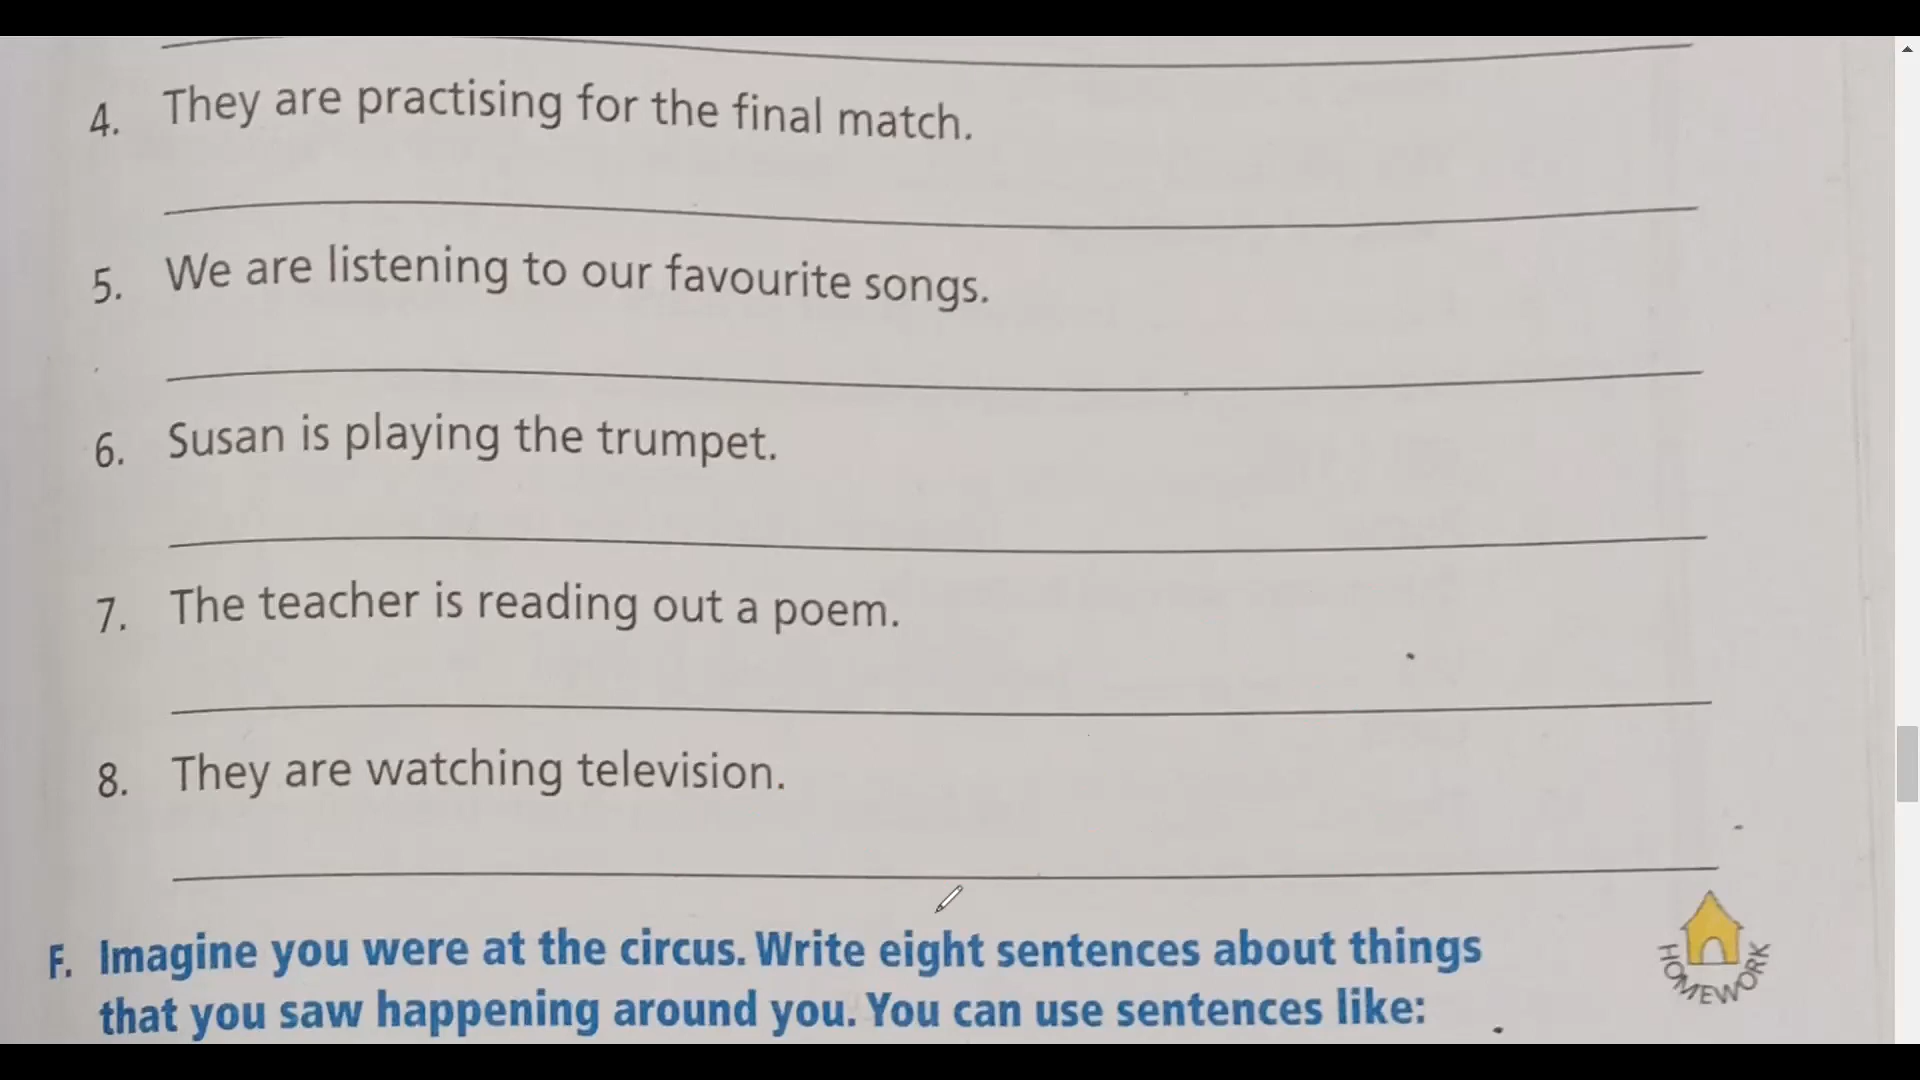 4. They are practising for the final match.
5. We are listening to our favourite songs.
6. Susan is playing the trumpet.
7. The teacher is reading out a poem.
8. They are watching television.
F. Imagine you were at the circus. Write eight sentences about things
that you saw happening around you. You can use sentences like:
HOMEWORK